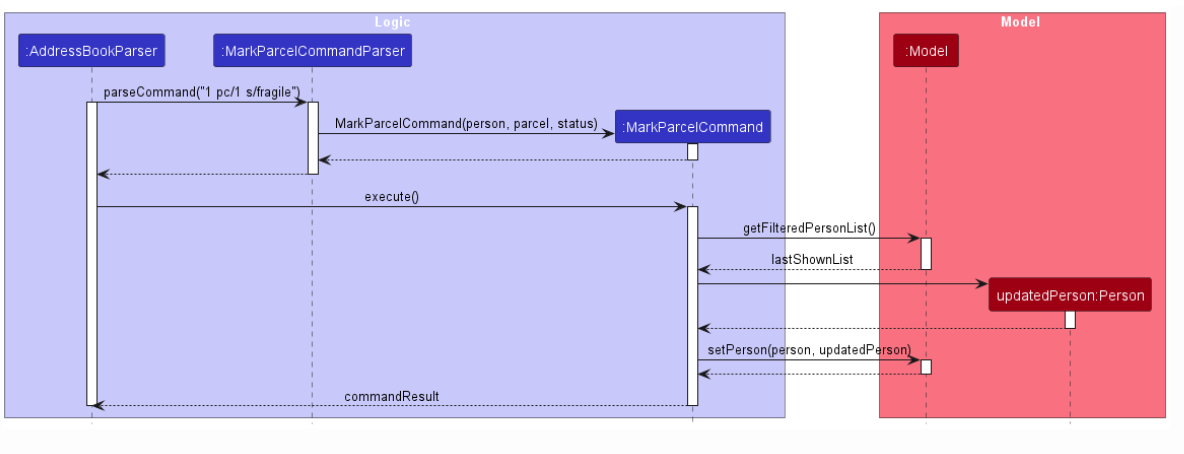 Logic
Model
:AddressBookParser
:MarkParcelCommandParser
:Model
parseCommand("1 pc/1 s/fragile")
MarkParcelCommand(person, parcel, status)
:MarkParcelCommand
execute()
getFilteredPersonList()
lastShownList
updatedPerson:Person
setPerson(person, updatedPerson)
commandResult